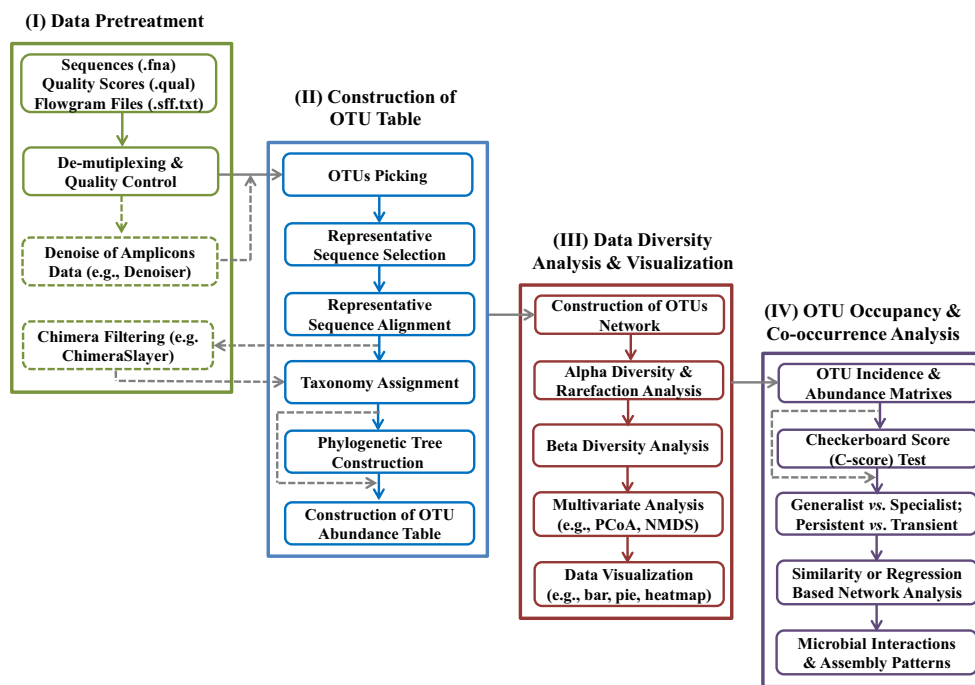 (I) Data Pretreatment
Sequences (.fna)
Quality Scores (.qual)
Flowgram Files (.sff.txt)
De-mutiplexing &
Quality Control
Denoise of Amplicons
Data (e.g., Denoiser)
Chimera Filtering (e.g.
ChimeraSlayer)
(II) Construction of
OTU Table
OTUs Picking
Representative
Sequence Selection
Representative
Sequence Alignment
Taxonomy Assignment
Phylogenetic Tree
Construction
Construction of OTU
Abundance Table
(III) Data Diversity
Analysis & Visualization
Construction of OTUs
Network
Alpha Diversity &
Rarefaction Analysis
Beta Diversity Analysis
Multivariate Analysis
(e.g., PCoA, NMDS)
Data Visualization
(e.g., bar, pie, heatmap)
(IV) OTU Occupancy &
Co-occurrence Analysis
OTU Incidence &
Abundance Matrixes
Checkerboard Score
(C-score) Test
Generalist vs. Specialist;
Persistent vs. Transient
Similarity or Regression
Based Network Analysis
Microbial Interactions
& Assembly Patterns